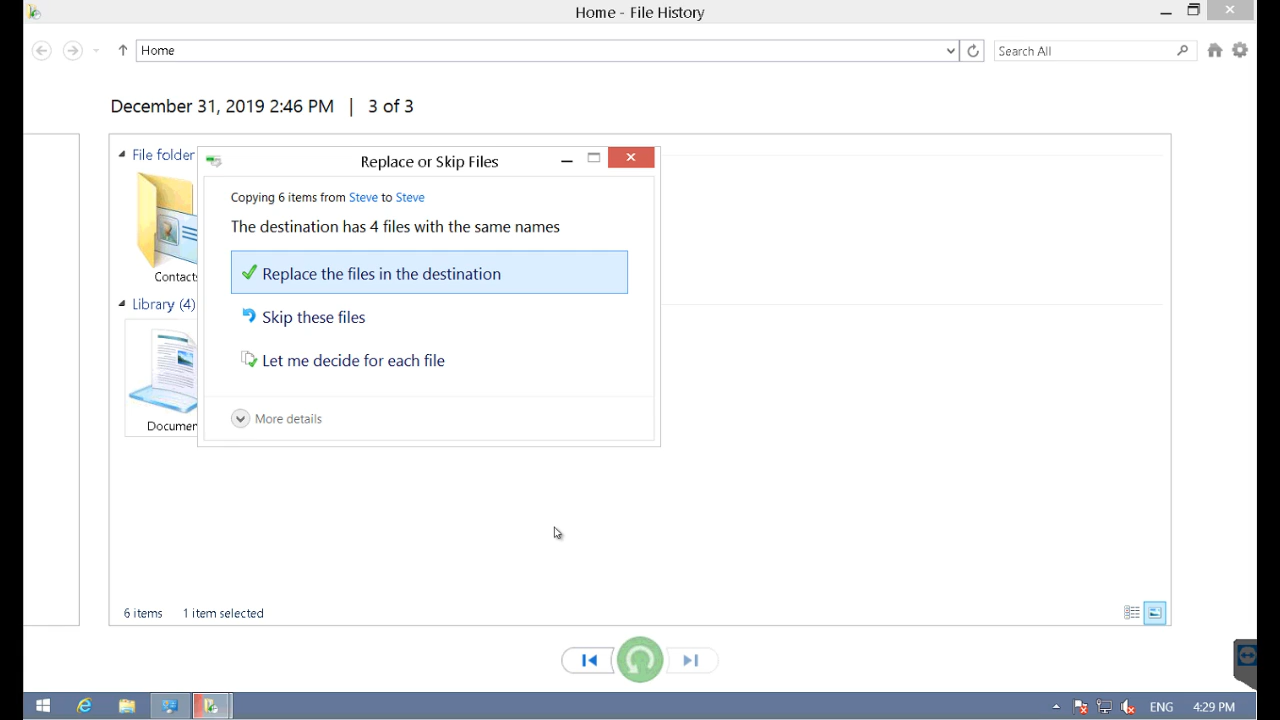 Home - File History
Home
Search All
December 31, 2019 2:46 PM | 3 of 3
File folder
Replace or Skip Files
Copying 6 items from Steve to Steve
The destination has 4 files with the same names
Replace the files in the destination
Contacts
Library (4)
Skip these files
Let me decide for each file
More details
Documen
6 items 1 item selected
ENG 4:29 PM